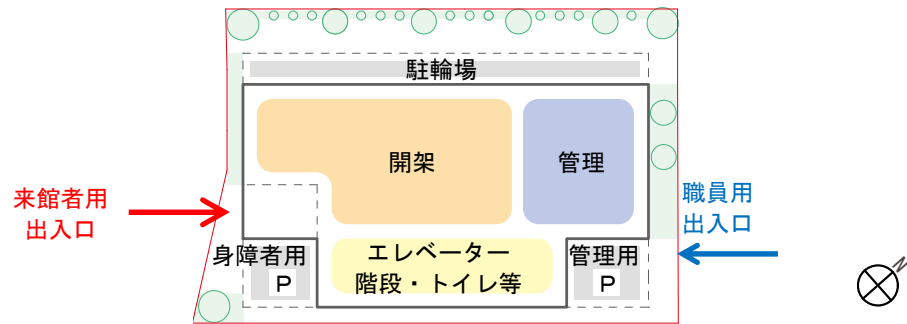 駐輪場
開架
管理
来館者用
出入口
職員用
出入口
身障者用
P
エレベーター
階段・トイレ等
管理用
P
N